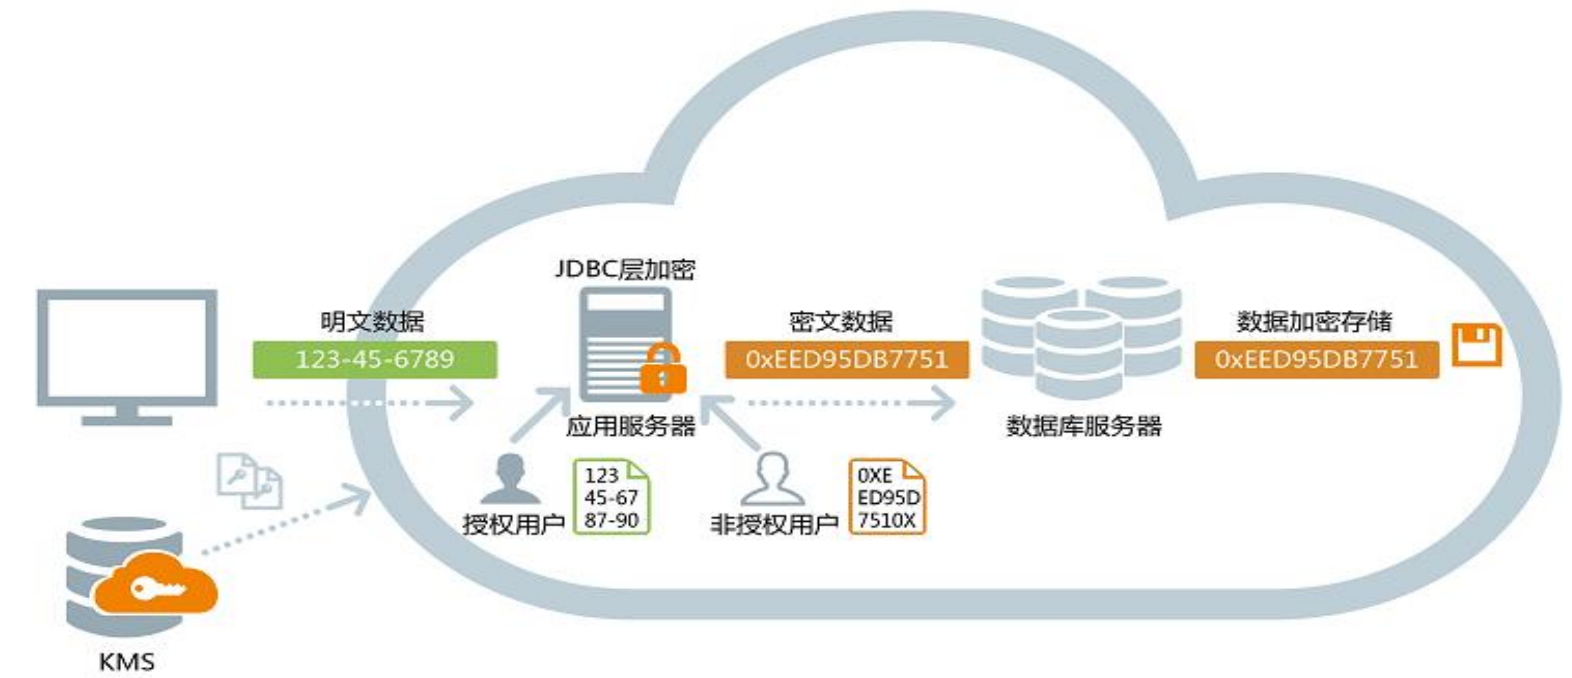 JDBC层加密
明文数据
123-45-6789
密文数据
0xEED95DB7751
数据加密存储
0xEED95DB7751
应用服务器
数据库服务器
授权用户
123
45-67
87-90
非授权用户
0XE
ED95D
7510X
KMS